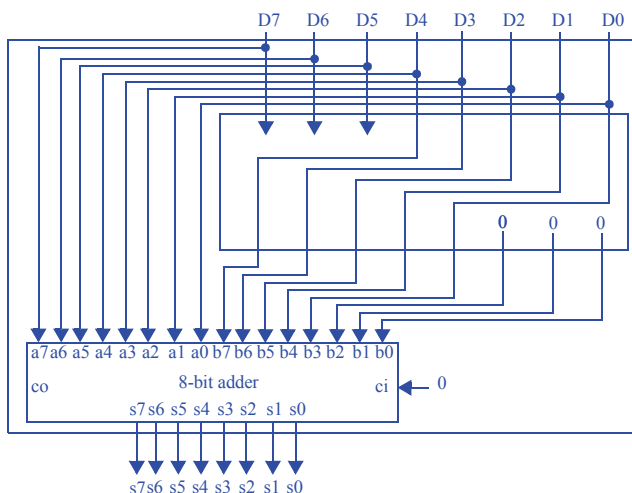 D7 D6 D5 D4 D3 D2 D1 D0
0 0 0
a7 a6 a5 a4 a3 a2 a1 a0 b7 b6 b5 b4 b3 b2 b1 b0
co 8-bit adder ci 0
s7 s6 s5 s4 s3 s2 s1 s0
s7 s6 s5 s4 s3 s2 s1 s0